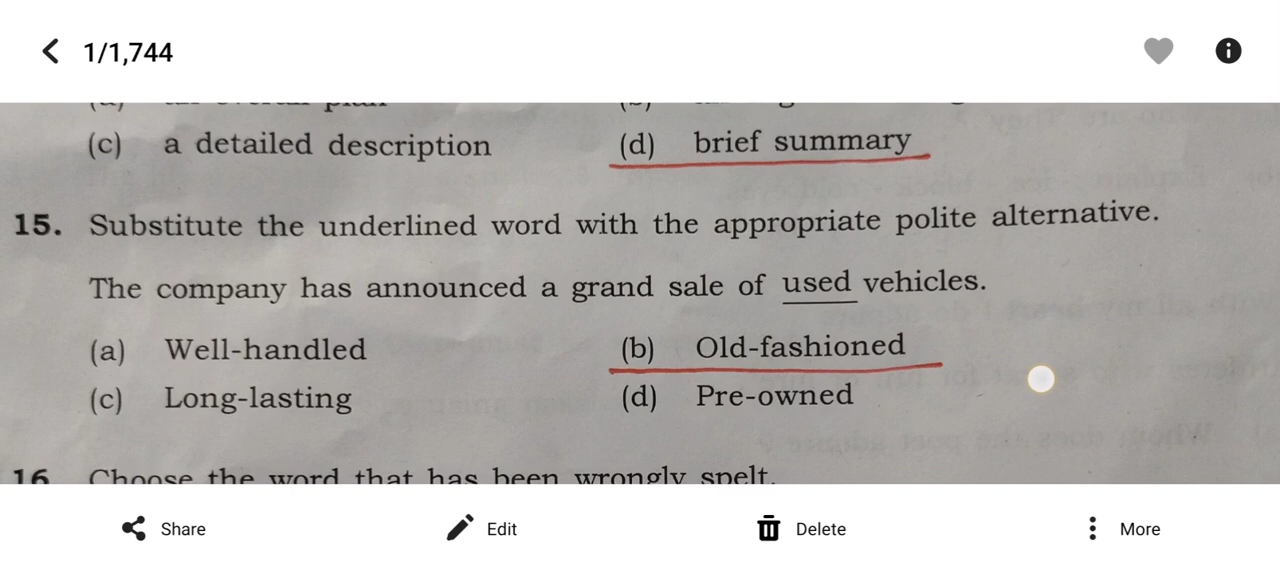 1/1,744
(c) a detailed description (d) brief summary
15. Substitute the underlined word with the appropriate polite alternative.
The company has announced a grand sale of used vehicles.
(a) Well-handled (b) Old-fashioned
(c) Long-lasting (d) Pre-owned
16 Choose the word that has been wrongly spelt.
Share Edit Delete More